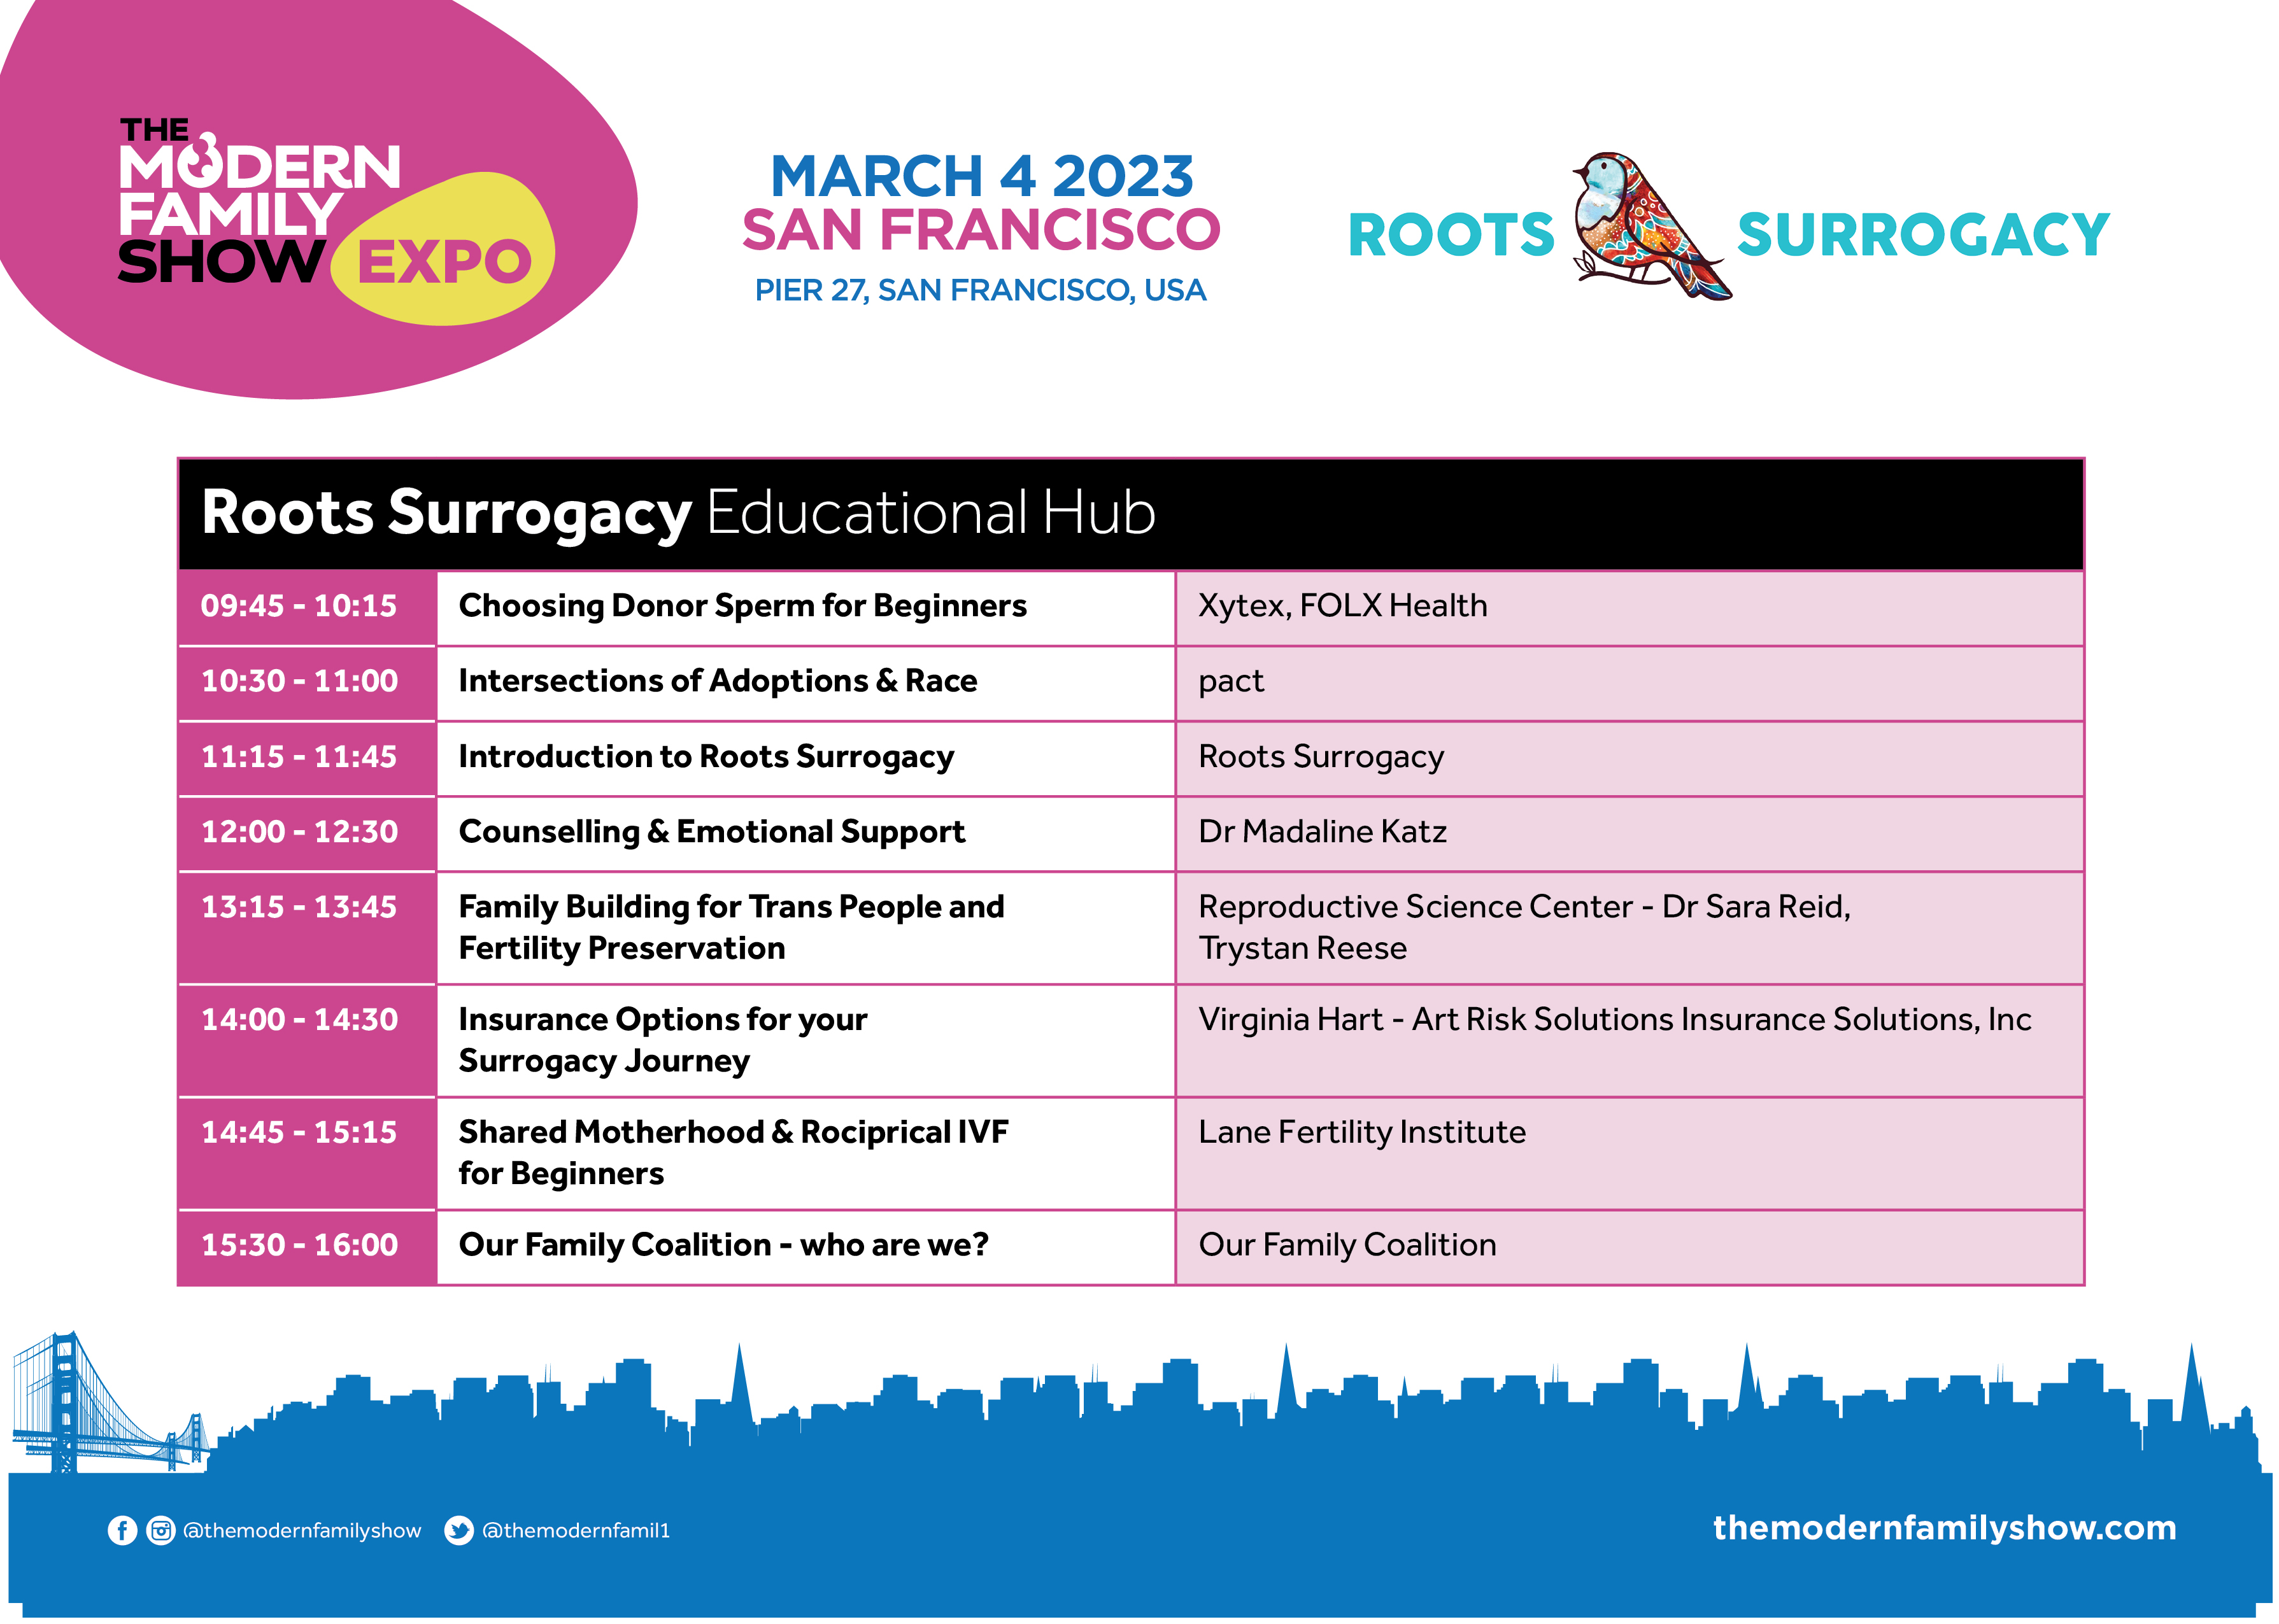 THE
MODERN
FAMILY
SHOW EXPO
MARCH 4 2023
SAN FRANCISCO
PIER 27, SAN FRANCISCO, USA
ROOTS SURROGACY
Roots Surrogacy Educational Hub
09:45 - 10:15 Choosing Donor Sperm for Beginners Xytex, FOLX Health
10:30 - 11:00 Intersections of Adoptions & Race pact
11:15 - 11:45 Introduction to Roots Surrogacy Roots Surrogacy
12:00 - 12:30 Counselling & Emotional Support Dr Madaline Katz
13:15 - 13:45 Family Building for Trans People and Reproductive Science Center - Dr Sara Reid,
Fertility Preservation Trystan Reese
14:00 - 14:30 Insurance Options for your Virginia Hart - Art Risk Solutions Insurance Solutions, Inc
Surrogacy Journey
14:45 - 15:15 Shared Motherhood & Rociprical IVF Lane Fertility Institute
for Beginners
15:30 - 16:00 Our Family Coalition - who are we? Our Family Coalition
@themodernfamilyshow @themodernfamil1 themodernfamilyshow.com